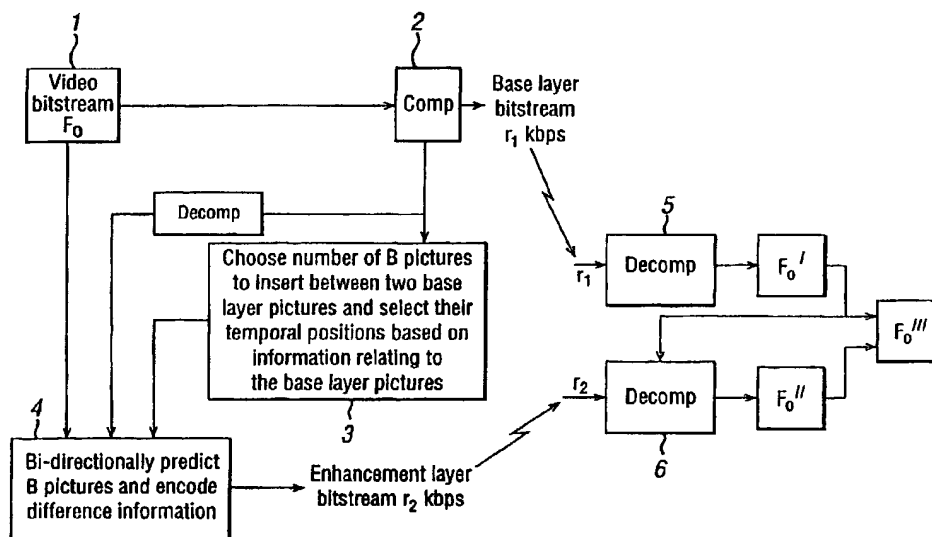 1
Video
bitstream
F₀
2
Comp
Base layer
bitstream
r₁ kbps
Decomp
Choose number of B pictures
to insert between two base
layer pictures and select their
temporal positions based on
information relating to
the base layer pictures
3
4
Bi-directionally predict
B pictures and encode
difference information
Enhancement layer
bitstream r₂ kbps
5
r₁
Decomp
F₀ʹ
F₀ʹʹʹ
r₂
Decomp
F₀ʹʹ
6